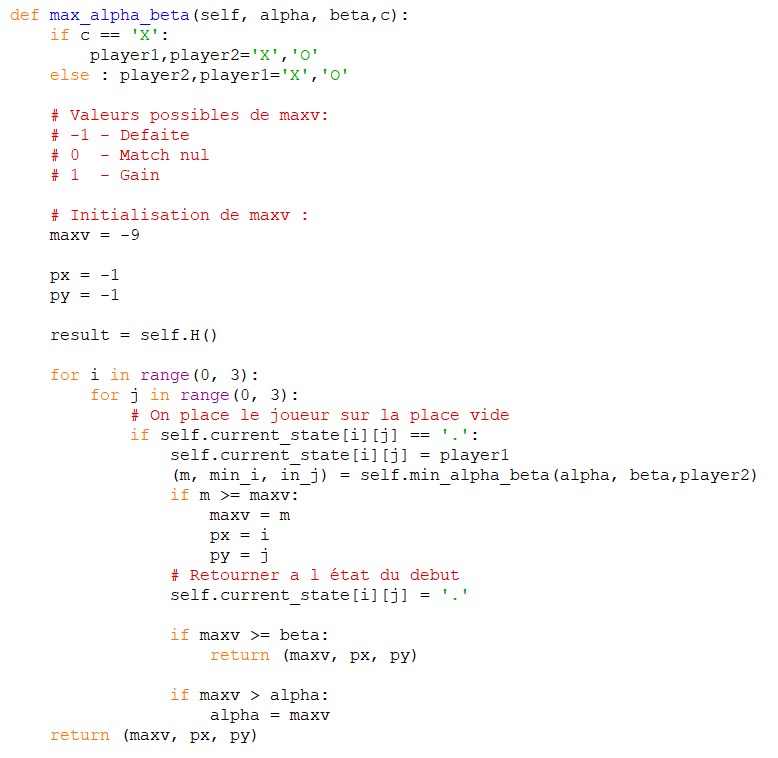 def max_alpha_beta(self, alpha, beta,c):
    if c == 'X':
        player1,player2='X','O'
    else : player2,player1='X','O'

    # Valeurs possibles de maxv:
    # -1 - Defaite
    # 0  - Match nul
    # 1  - Gain

    # Initialisation de maxv :
    maxv = -9

    px = -1
    py = -1

    result = self.H()

    for i in range(0, 3):
        for j in range(0, 3):
            # On place le joueur sur la place vide
            if self.current_state[i][j] == '.':
                self.current_state[i][j] = player1
                (m, min_i, in_j) = self.min_alpha_beta(alpha, beta,player2)
                if m >= maxv:
                    maxv = m
                    px = i
                    py = j
                # Retourner a l état du debut
                self.current_state[i][j] = '.'

                if maxv >= beta:
                    return (maxv, px, py)

                if maxv > alpha:
                    alpha = maxv
    return (maxv, px, py)